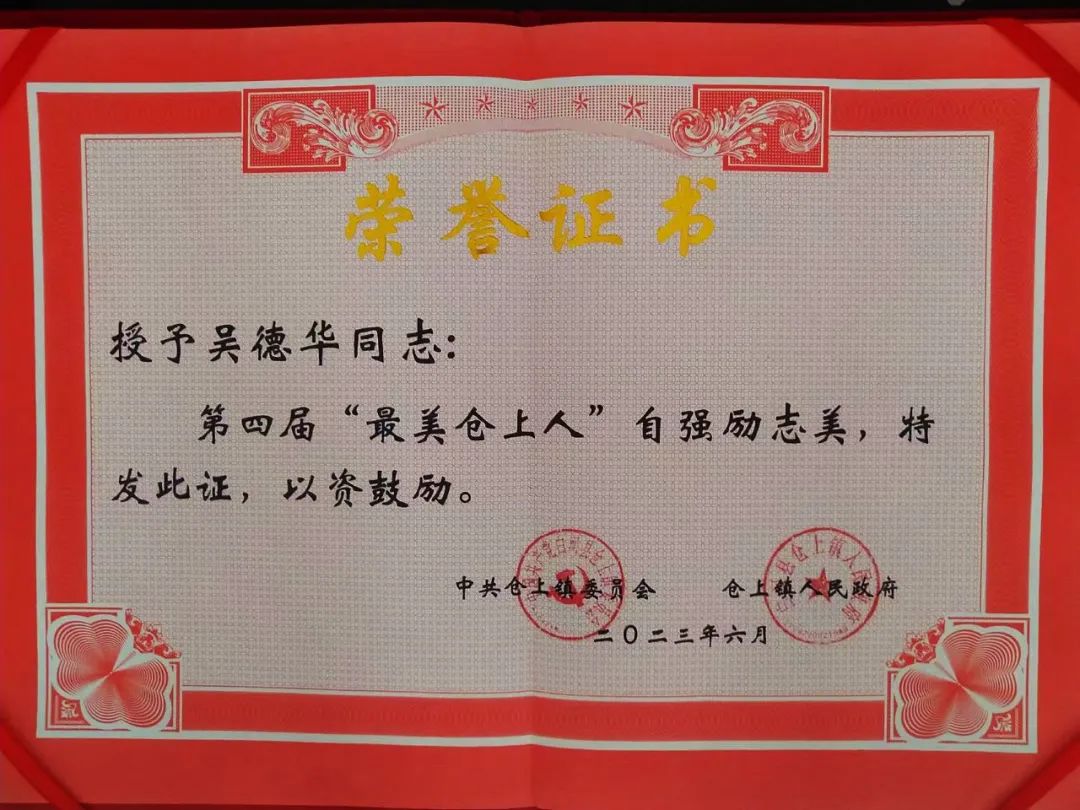 荣誉证书
授予吴德华同志:
第四届“最美仓上人”自强励志美,特
发此证,以资鼓励。
中共仓上镇委员会 仓上镇人民政府
二〇二三年六月